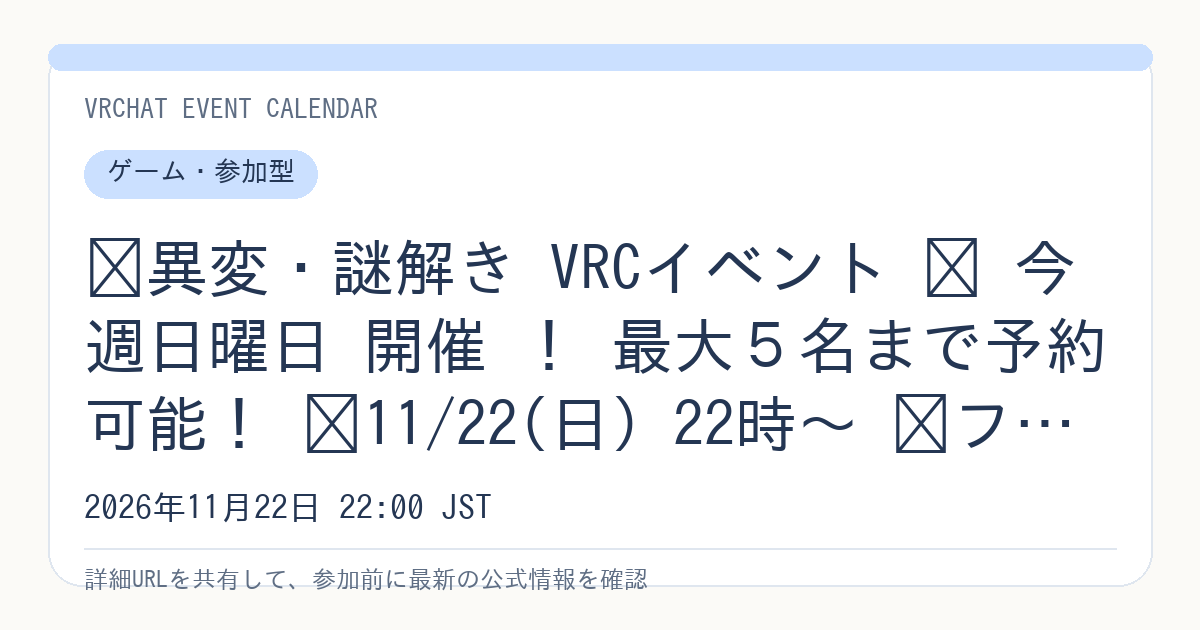 VRCHAT EVENT CALENDAR
ゲーム・参加型
異変・謎解き VRCイベント 今
週日曜日 開催 ！ 最大５名まで予約
可能！ 11/22(日) 22時〜 フ…
2026年11月22日 22:00 JST
詳細URLを共有して、参加前に最新の公式情報を確認